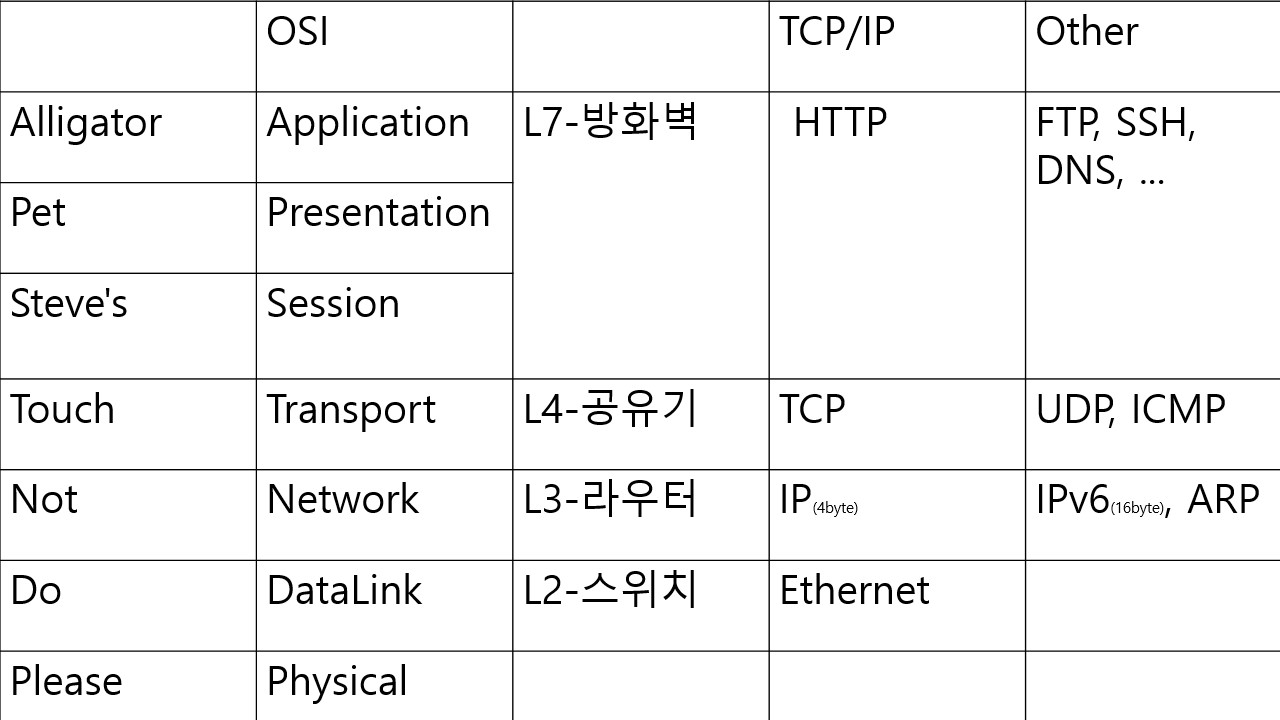 OSI TCP/IP Other
Alligator Application L7-방화벽 HTTP FTP, SSH,
DNS, ...
Pet Presentation
Steve's Session
Touch Transport L4-공유기 TCP UDP, ICMP
Not Network L3-라우터 IP(4byte) IPv6(16byte), ARP
Do DataLink L2-스위치 Ethernet
Please Physical